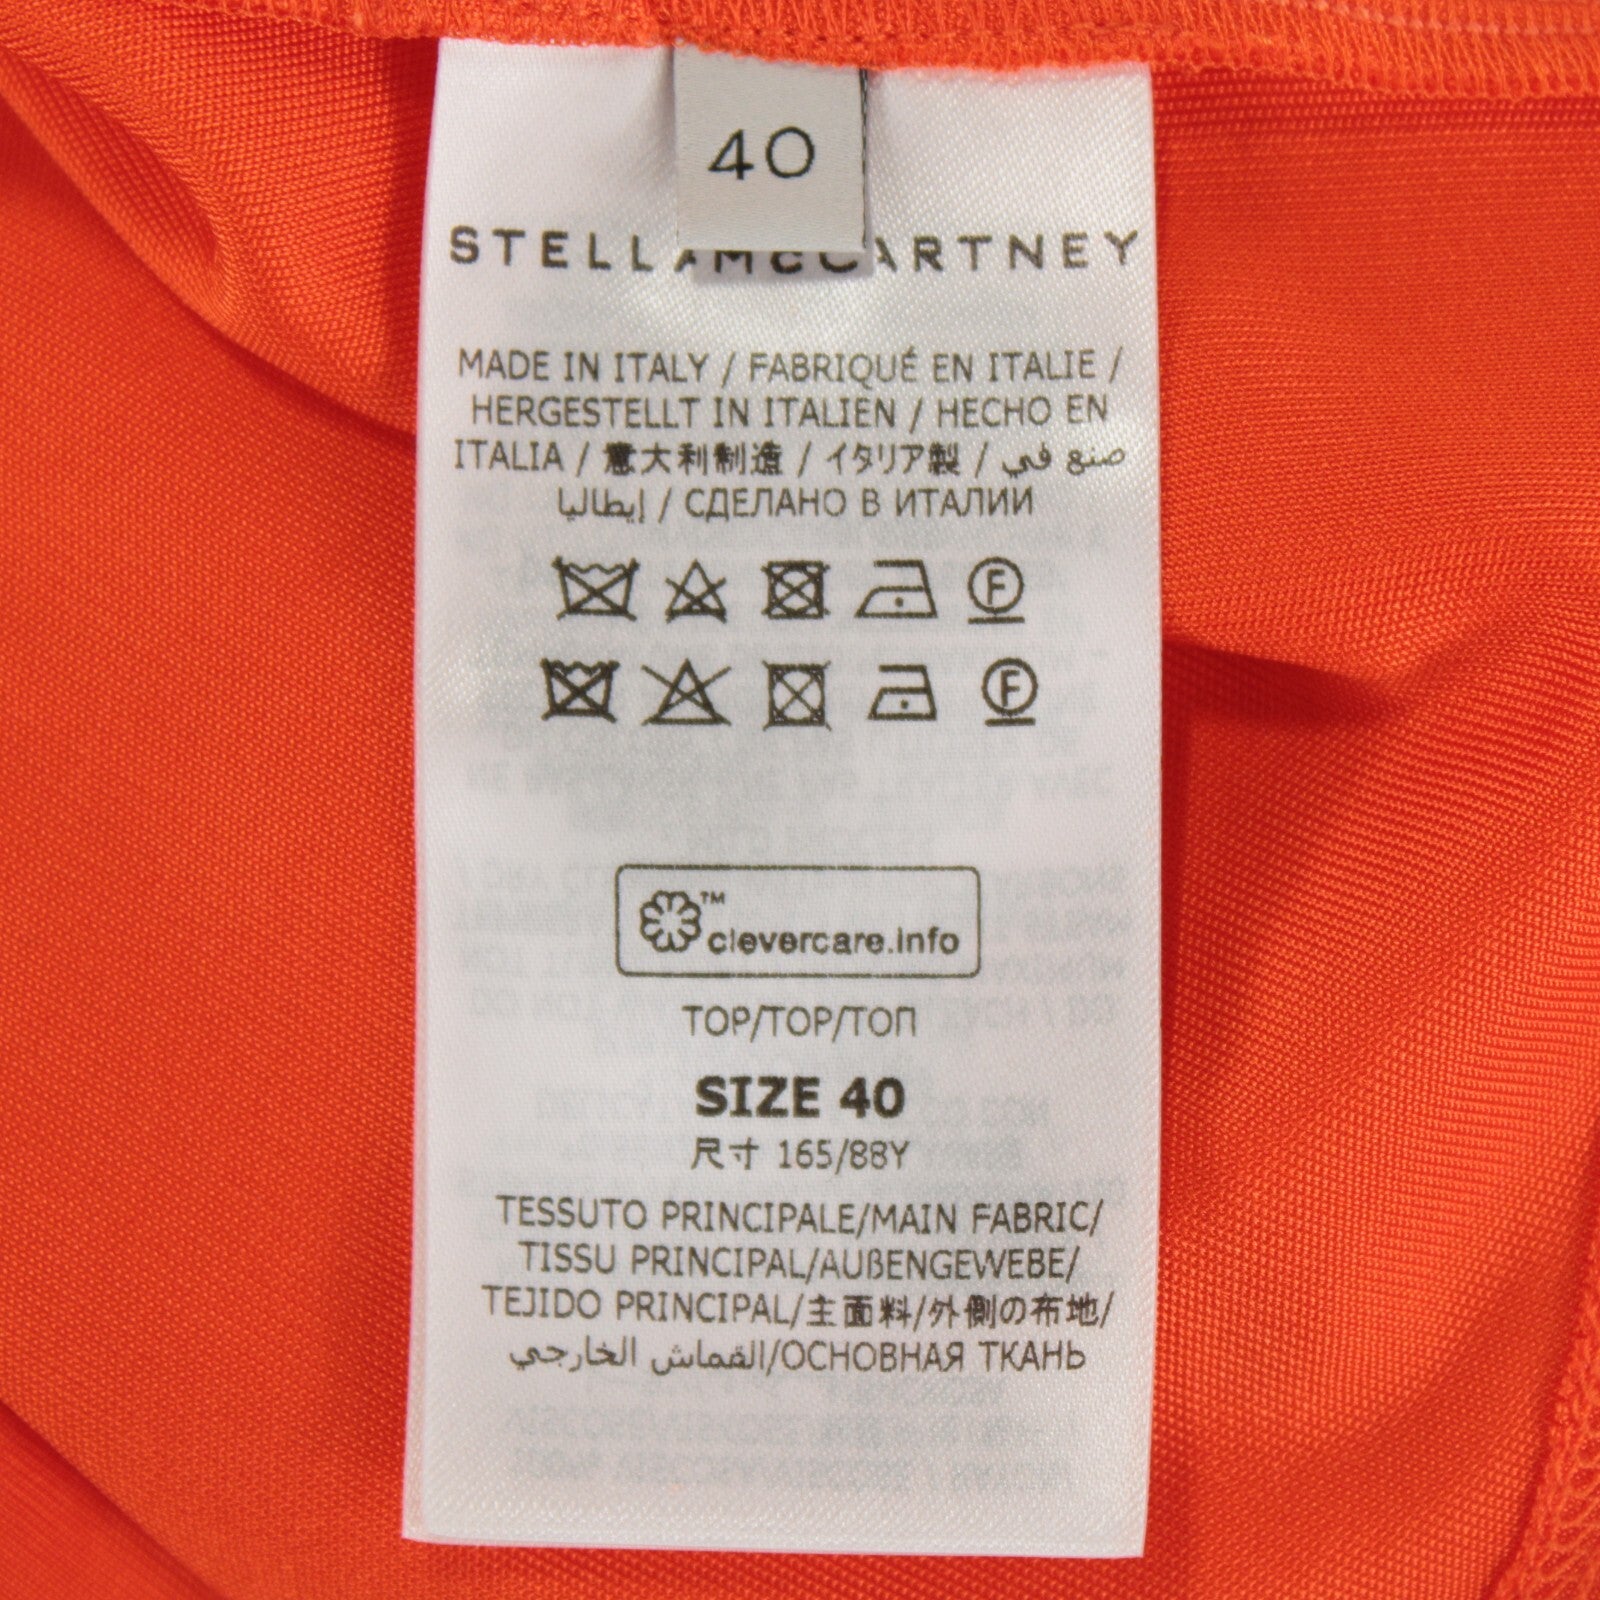 40
STELLA McCARTNEY
MADE IN ITALY / FABRIQUÉ EN ITALIE /
HERGESTELLT IN ITALIEN / HECHO EN
ITALIA / 意大利制造 / イタリア製 / صنع في
إيطاليا / СДЕЛАНО В ИТАЛИИ
F
F
™
clevercare.info
TOP/TOP/ТОП
SIZE 40
尺寸 165/88Y
TESSUTO PRINCIPALE/MAIN FABRIC/
TISSU PRINCIPAL/AUßENGEWEBE/
TEJIDO PRINCIPAL/主面料/外側の布地/
القماش الخارجي/ОСНОВНАЯ ТКАНЬ